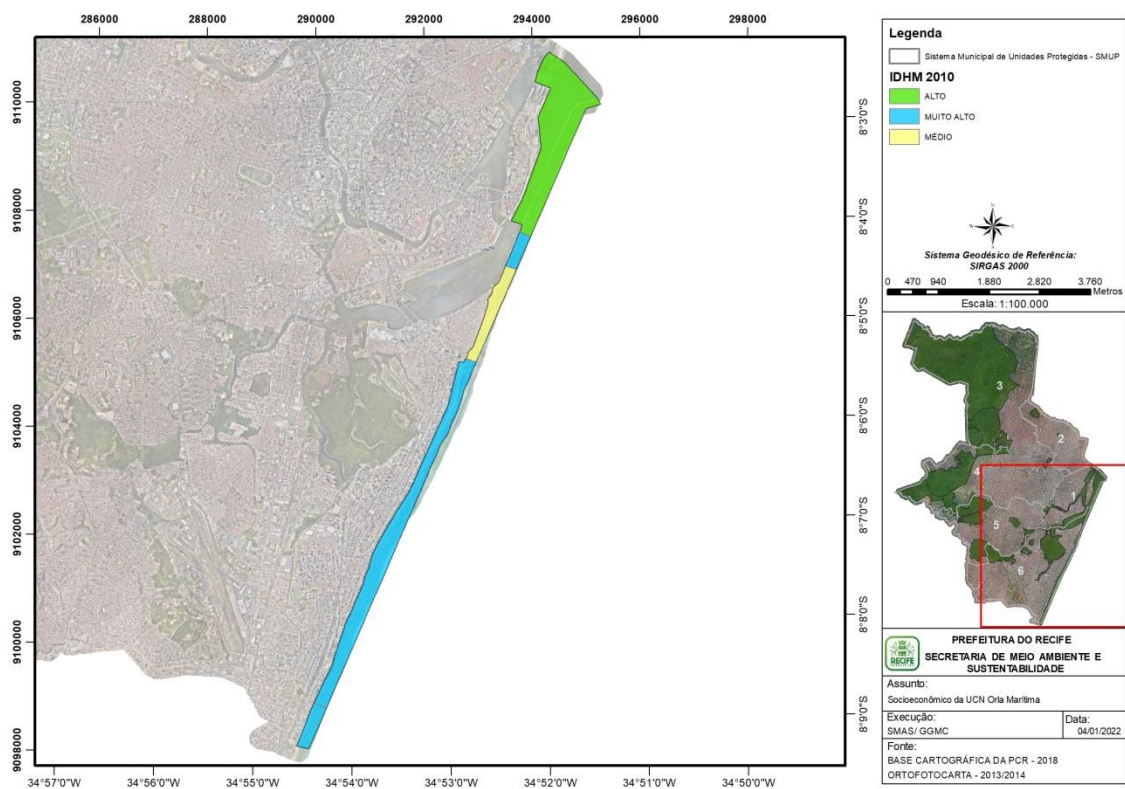 286000 288000 290000 292000 294000 296000 298000
9110000
9108000
9106000
9104000
9102000
9100000
9098000
8°3'0"S
8°4'0"S
8°5'0"S
8°6'0"S
8°7'0"S
8°8'0"S
8°9'0"S
34°57'0"W 34°56'0"W 34°55'0"W 34°54'0"W 34°53'0"W 34°52'0"W 34°51'0"W 34°50'0"W
Legenda
Sistema Municipal de Unidades Protegidas - SMUP
IDHM 2010
ALTO
MUITO ALTO
MÉDIO
N
W E
S
Sistema Geodésico de Referência:
SIRGAS 2000
0 470 940 1.880 2.820 3.760
Metros
Escala: 1:100.000
3
2
4
1
5
6
RECIFE
PREFEITURA DO RECIFE
SECRETARIA DE MEIO AMBIENTE E
SUSTENTABILIDADE
Assunto:
Socioeconômico da UCN Orla Marítima
Execução:
SMAS/ GGMC
Data:
04/01/2022
Fonte:
BASE CARTOGRÁFICA DA PCR - 2018
ORTOFOTOCARTA - 2013/2014